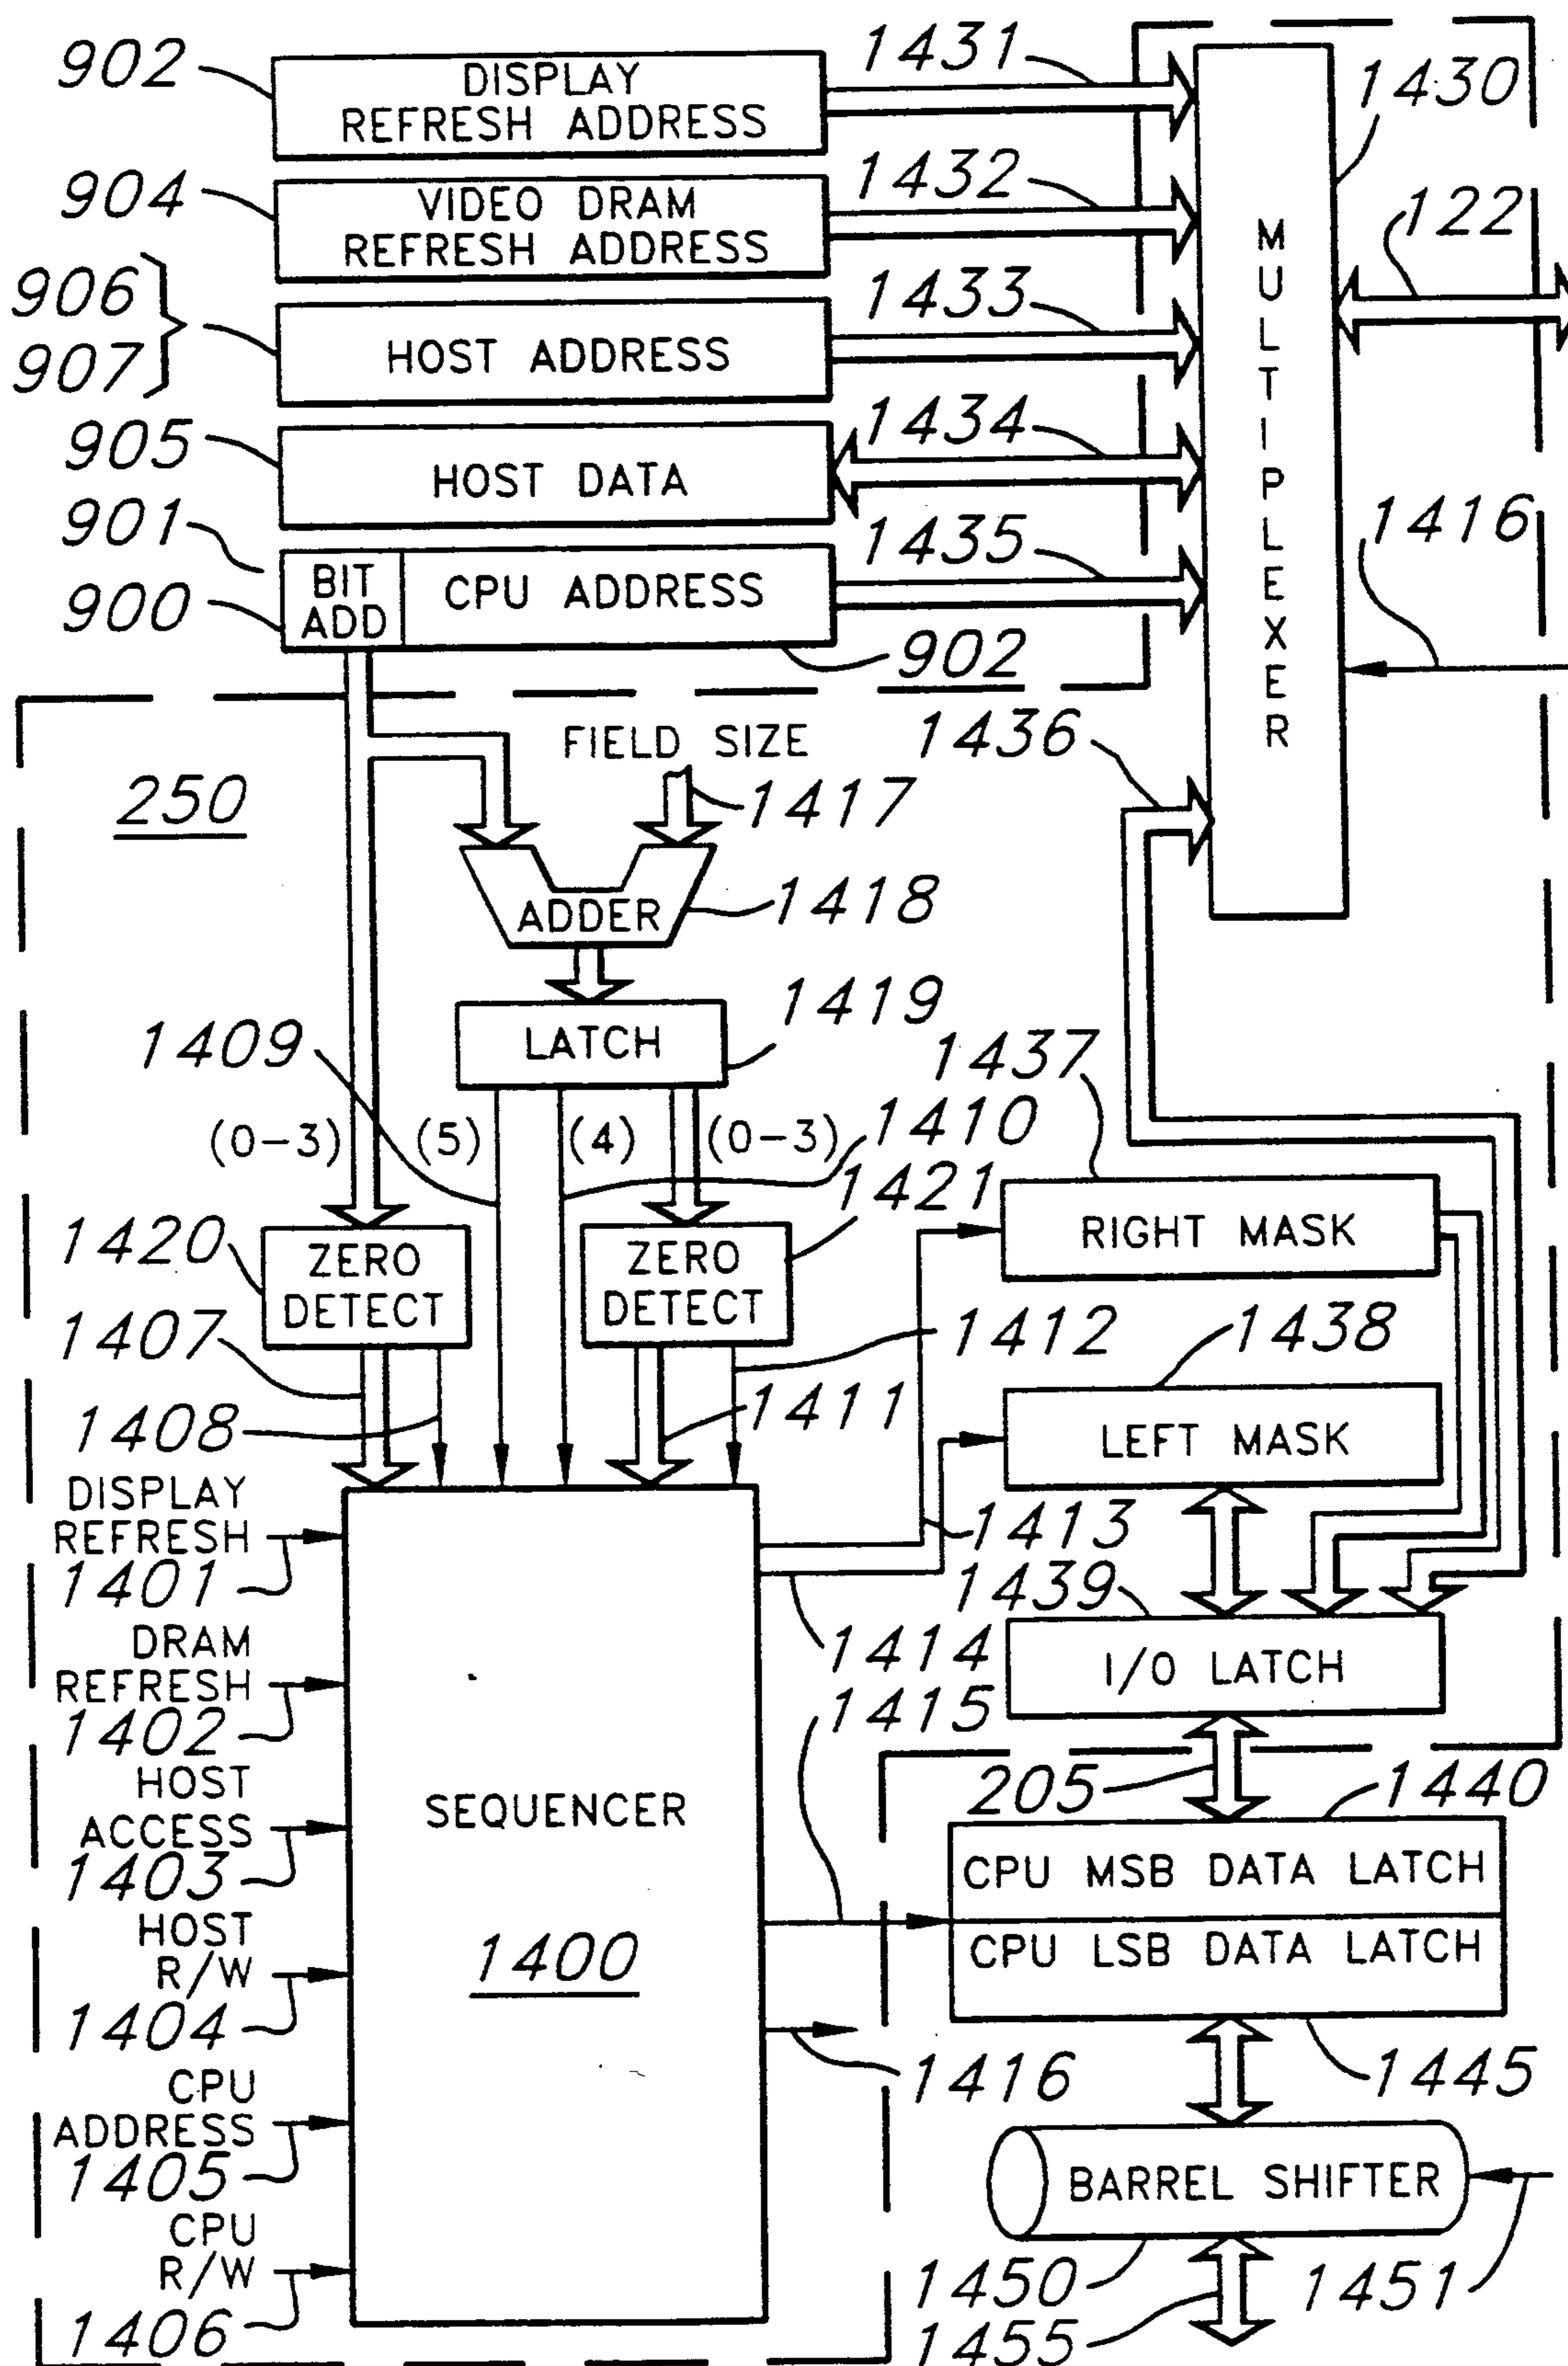 902
DISPLAY
REFRESH ADDRESS
1431
1430
904
VIDEO DRAM
REFRESH ADDRESS
1432
122
906
907
HOST ADDRESS
1433
905
HOST DATA
1434
901
900
BIT
ADD
CPU ADDRESS
1435
902
MULTIPLEXER
1416
250
FIELD SIZE
1417
1436
ADDER
1418
LATCH
1419
1409
(0-3)
(5)
(4)
(0-3)
1410
1437
1420
ZERO
DETECT
ZERO
DETECT
1421
RIGHT MASK
1407
1408
1412
1411
1438
LEFT MASK
DISPLAY
REFRESH
1401
1413
1439
DRAM
REFRESH
1402
1414
I/O LATCH
1415
HOST
ACCESS
1403
SEQUENCER
1400
205
1440
CPU MSB DATA LATCH
CPU LSB DATA LATCH
HOST
R/W
1404
1416
1445
CPU
ADDRESS
1405
BARREL SHIFTER
CPU
R/W
1406
1450
1451
1455